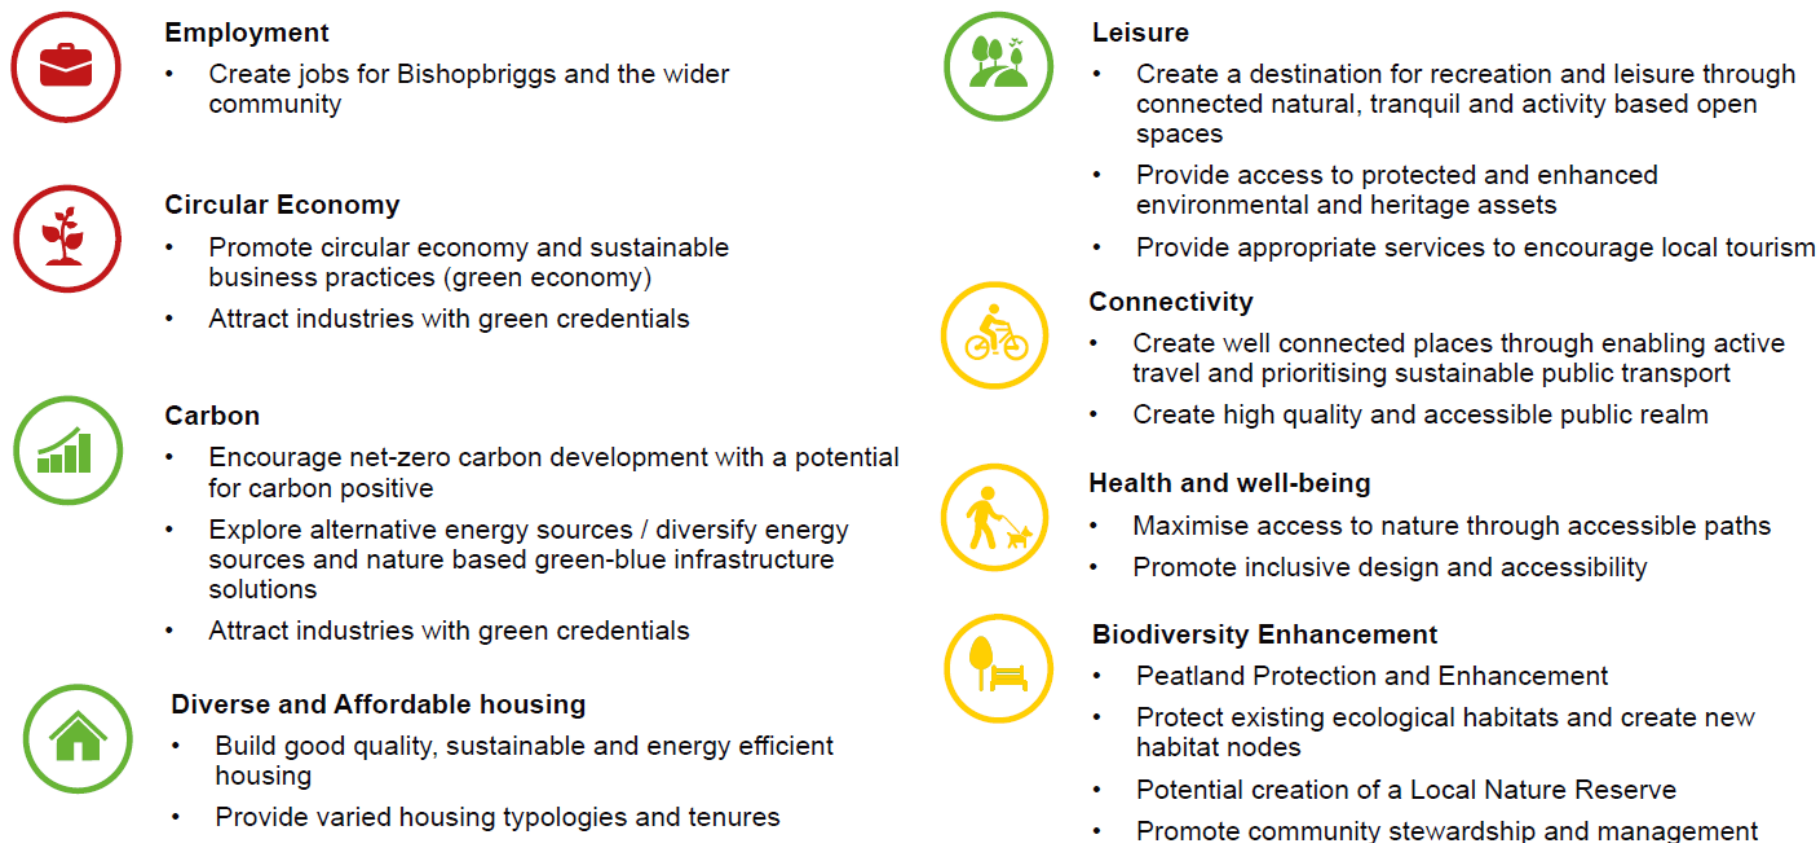 Employment
• Create jobs for Bishopbriggs and the wider
community
Circular Economy
• Promote circular economy and sustainable
business practices (green economy)
• Attract industries with green credentials
Carbon
• Encourage net-zero carbon development with a potential
for carbon positive
• Explore alternative energy sources / diversify energy
sources and nature based green-blue infrastructure
solutions
• Attract industries with green credentials
Diverse and Affordable housing
• Build good quality, sustainable and energy efficient
housing
• Provide varied housing typologies and tenures
Leisure
• Create a destination for recreation and leisure through
connected natural, tranquil and activity based open
spaces
• Provide access to protected and enhanced
environmental and heritage assets
• Provide appropriate services to encourage local tourism
Connectivity
• Create well connected places through enabling active
travel and prioritising sustainable public transport
• Create high quality and accessible public realm
Health and well-being
• Maximise access to nature through accessible paths
• Promote inclusive design and accessibility
Biodiversity Enhancement
• Peatland Protection and Enhancement
• Protect existing ecological habitats and create new
habitat nodes
• Potential creation of a Local Nature Reserve
• Promote community stewardship and management